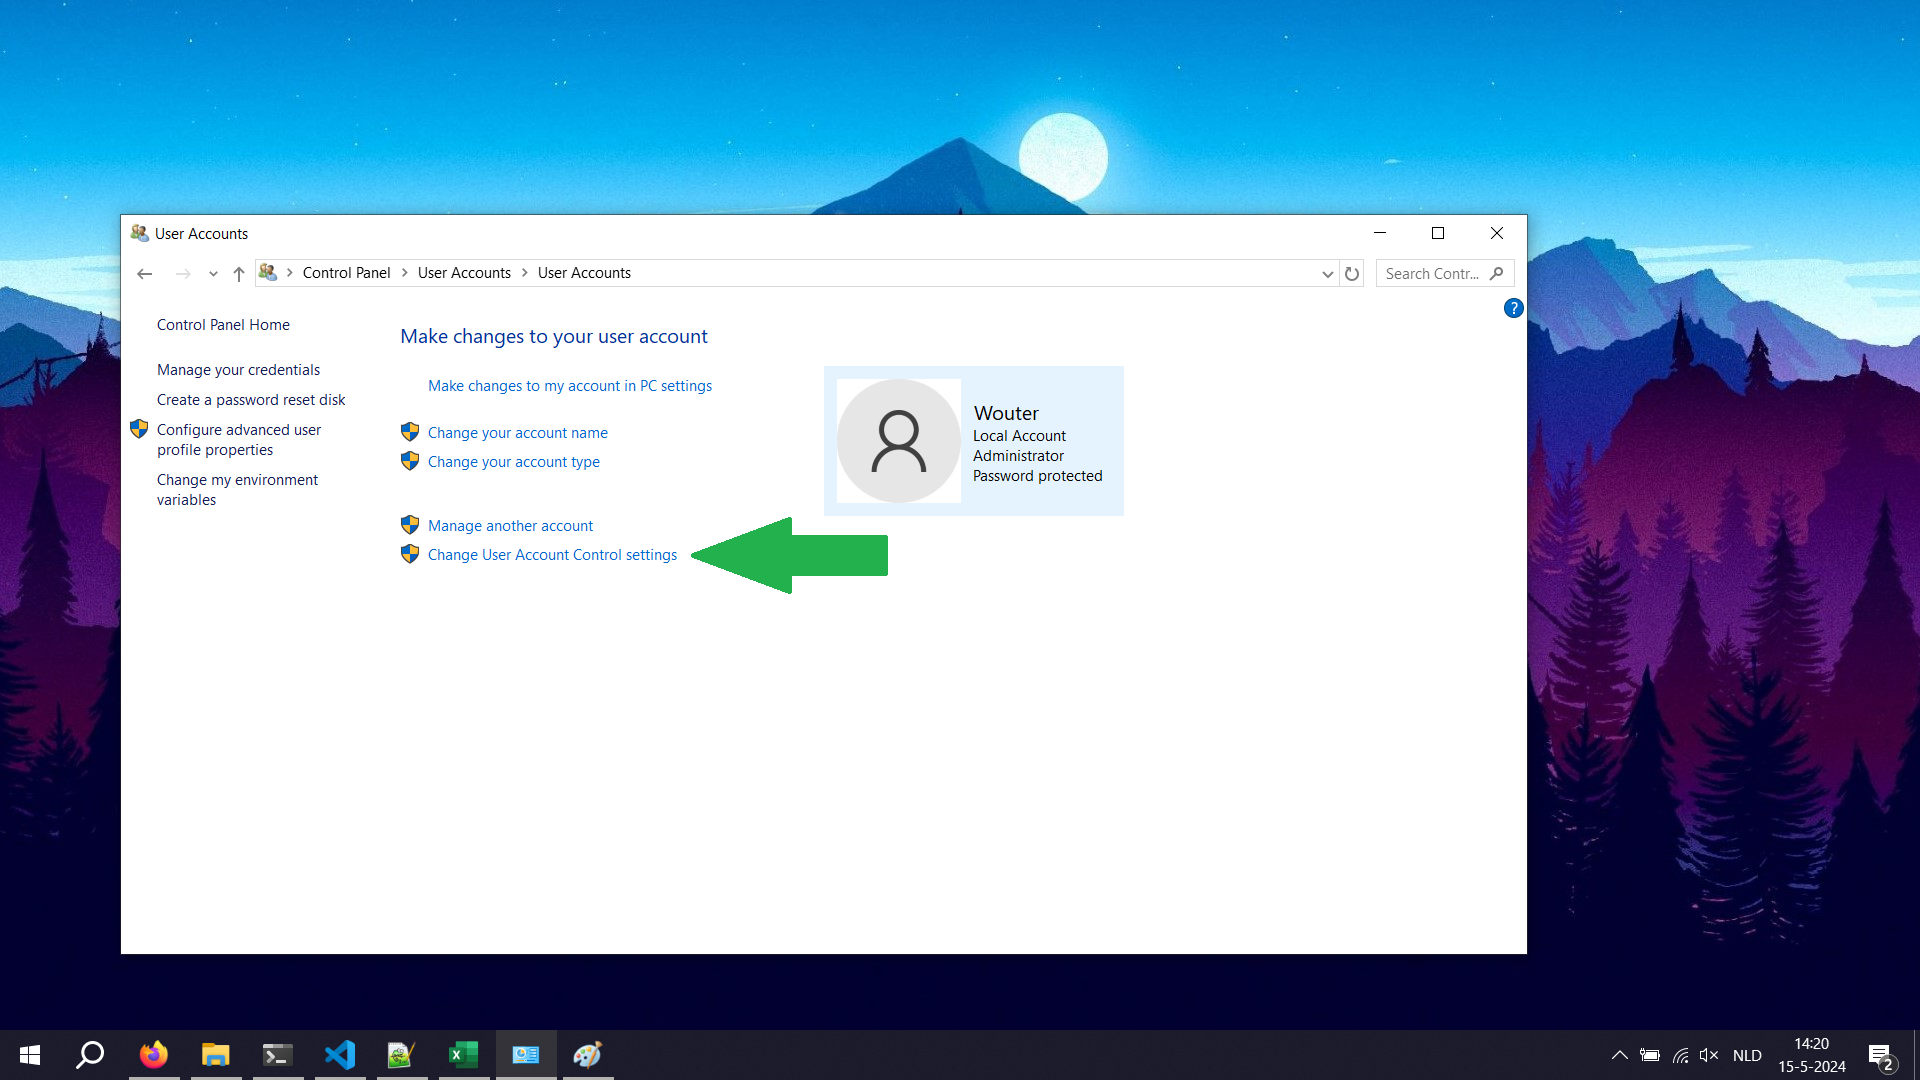 User Accounts
Control Panel > User Accounts > User Accounts
Search Contr...
?
Control Panel Home
Manage your credentials
Create a password reset disk
Configure advanced user
profile properties
Change my environment
variables
Make changes to your user account
Make changes to my account in PC settings
Change your account name
Change your account type
Manage another account
Change User Account Control settings
Wouter
Local Account
Administrator
Password protected
NLD
14:20
15-5-2024
2